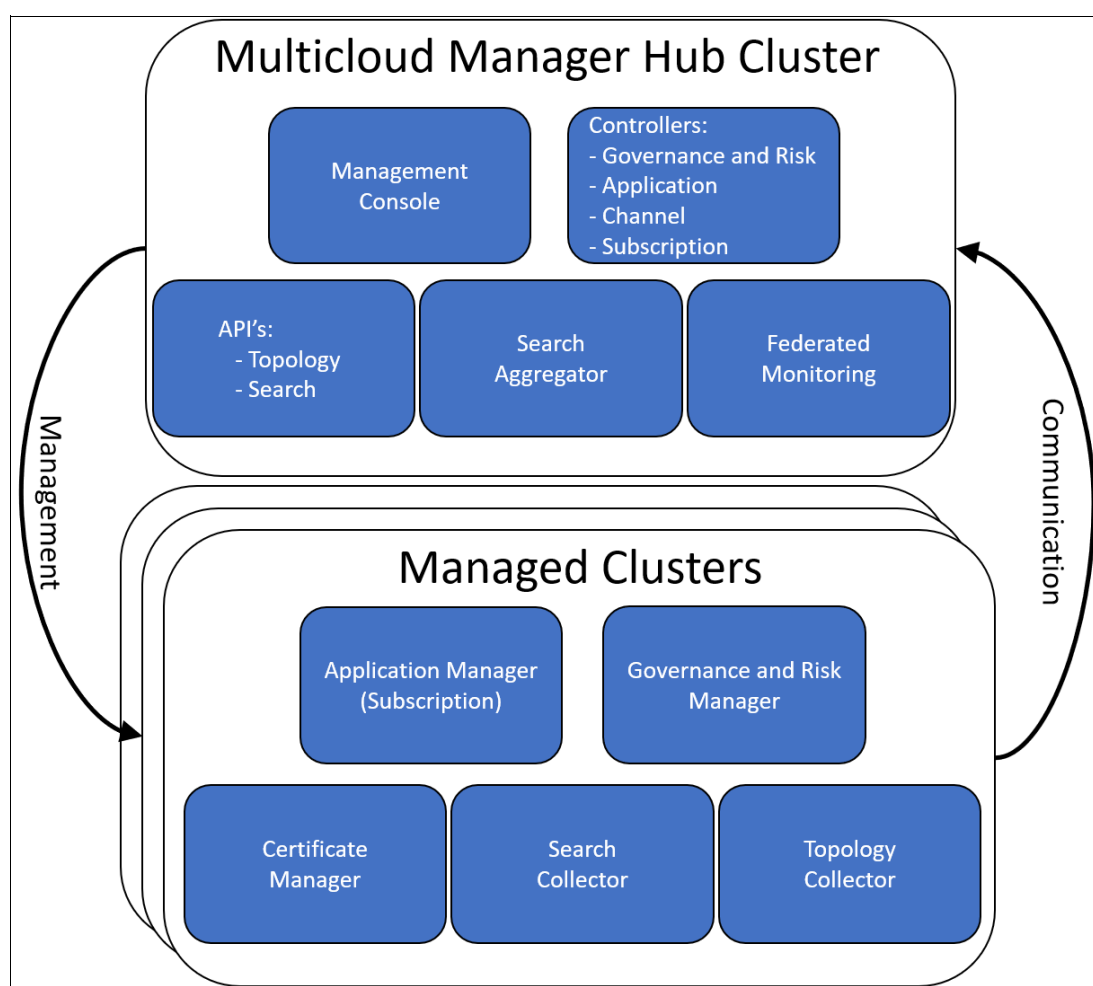 Multicloud Manager Hub Cluster
Management
Console
Controllers:
- Governance and Risk
- Application
- Channel
- Subscription
API's:
- Topology
- Search
Search
Aggregator
Federated
Monitoring
Management
Communication
Managed Clusters
Application Manager
(Subscription)
Governance and Risk
Manager
Certificate
Manager
Search
Collector
Topology
Collector